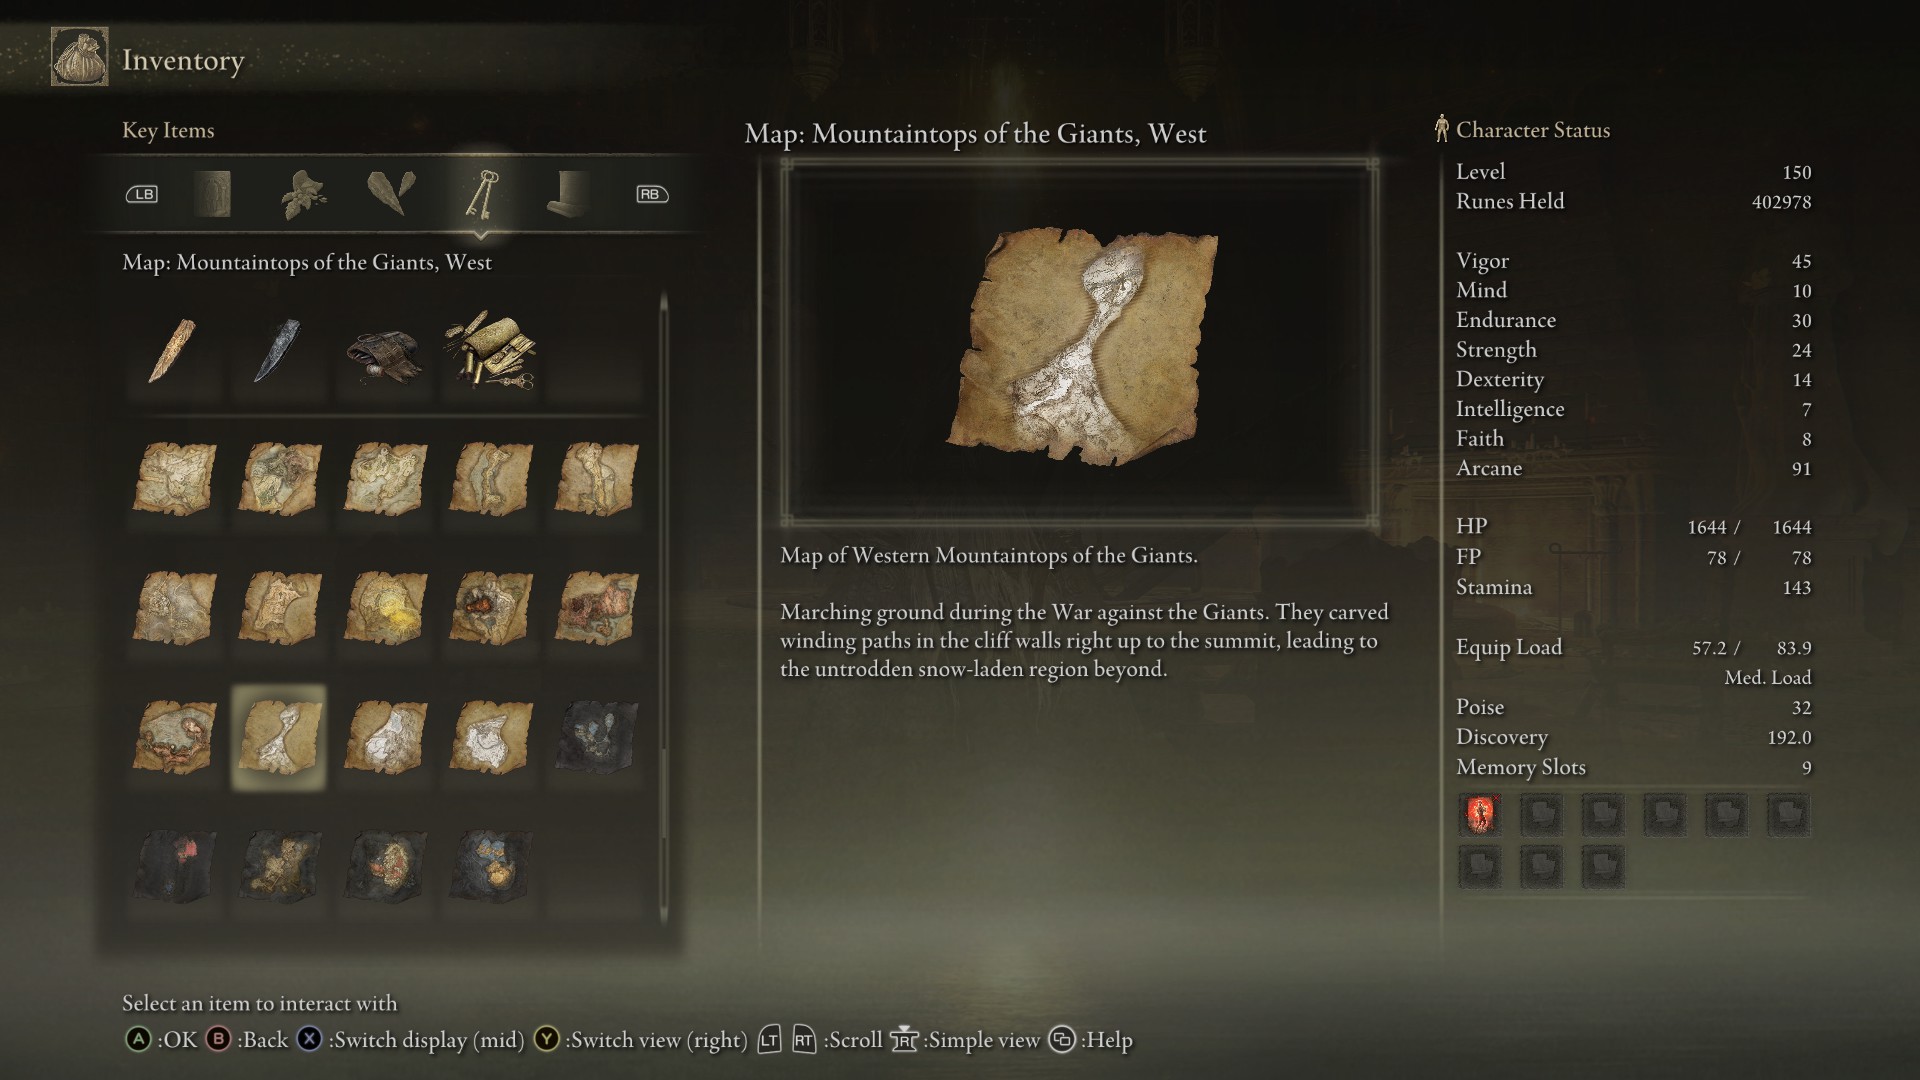 Inventory
Key Items
LB
RB
Map: Mountaintops of the Giants, West
Map: Mountaintops of the Giants, West
Map of Western Mountaintops of the Giants.
Marching ground during the War against the Giants. They carved
winding paths in the cliff walls right up to the summit, leading to
the untrodden snow-laden region beyond.
Character Status
Level 150
Runes Held 402978
Vigor 45
Mind 10
Endurance 30
Strength 24
Dexterity 14
Intelligence 7
Faith 8
Arcane 91
HP 1644 / 1644
FP 78 / 78
Stamina 143
Equip Load 57.2 / 83.9
Med. Load
Poise 32
Discovery 192.0
Memory Slots 9
Select an item to interact with
A :OK B :Back X :Switch display (mid) Y :Switch view (right) LT RT :Scroll R :Simple view :Help